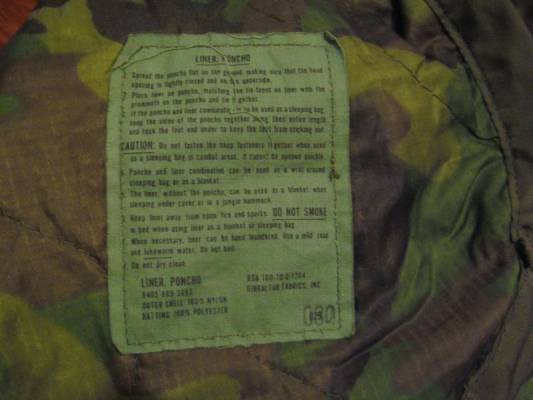 LINER, PONCHO
Spread the poncho flat on the ground, making sure that the hood
opening is tightly closed and on the underside.
2. Place liner on poncho, matching the tie-tapes on liner with the
grommets on the poncho and tie together.
If the poncho and liner combination is to be used as a sleeping bag,
snap the sides of the poncho together along their entire length
and tuck the foot end under to keep the feet from sticking out.
CAUTION: Do not fasten the snap fasteners together when used
as a sleeping bag in combat areas. It cannot be opened quickly.
Poncho and liner combination can be used as a wrap-around
sleeping bag or as a blanket.
The liner, without the poncho, can be used as a blanket when
sleeping under cover or in a jungle hammock.
Keep liner away from open fire and sparks. DO NOT SMOKE
in bed when using liner as a blanket or sleeping bag.
When necessary, liner can be hand laundered. Use a mild soap
and lukewarm water. Do not boil.
Do not dry clean.
LINER, PONCHO
DSA 100-
8405 889 3683
GIBRALTAR FABRICS, INC
OUTER SHELL: 100% NYLON
BATTING: 100% POLYESTER